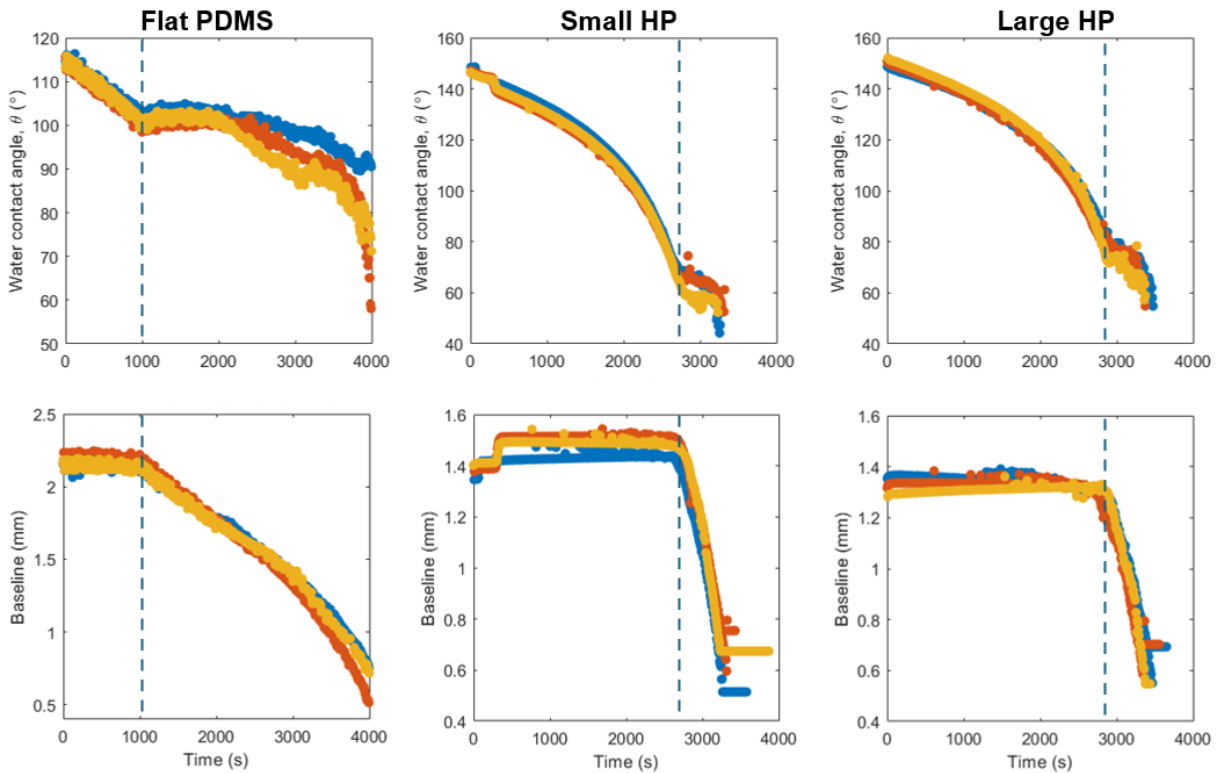 Flat PDMS
Small HP
Large HP
Water contact angle, θ (°)
120
110
100
90
80
70
60
50
0 1000 2000 3000 4000
Water contact angle, θ (°)
160
140
120
100
80
60
40
0 1000 2000 3000 4000
Water contact angle, θ (°)
160
140
120
100
80
60
40
0 1000 2000 3000 4000
Baseline (mm)
2.5
2
1.5
1
0.5
0 1000 2000 3000 4000
Time (s)
Baseline (mm)
1.6
1.4
1.2
1
0.8
0.6
0.4
0 1000 2000 3000 4000
Time (s)
Baseline (mm)
1.6
1.4
1.2
1
0.8
0.6
0.4
0 1000 2000 3000 4000
Time (s)